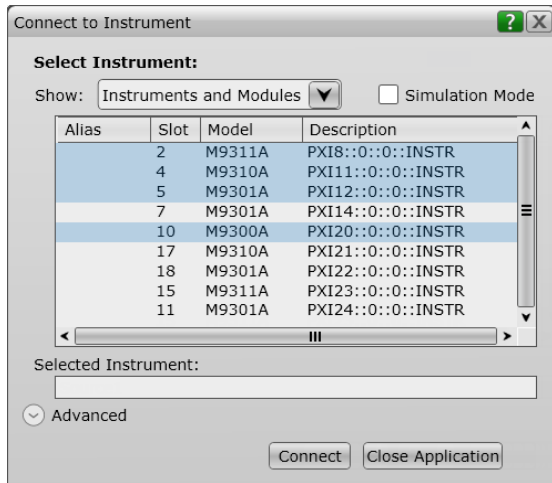 Connect to Instrument ? X
Select Instrument:
Show: Instruments and Modules Simulation Mode
Alias Slot Model Description
2 M9311A PXI8::0::0::INSTR
4 M9310A PXI11::0::0::INSTR
5 M9301A PXI12::0::0::INSTR
7 M9301A PXI14::0::0::INSTR
10 M9300A PXI20::0::0::INSTR
17 M9310A PXI21::0::0::INSTR
18 M9301A PXI22::0::0::INSTR
15 M9311A PXI23::0::0::INSTR
11 M9301A PXI24::0::0::INSTR
Selected Instrument:
Advanced
Connect Close Application